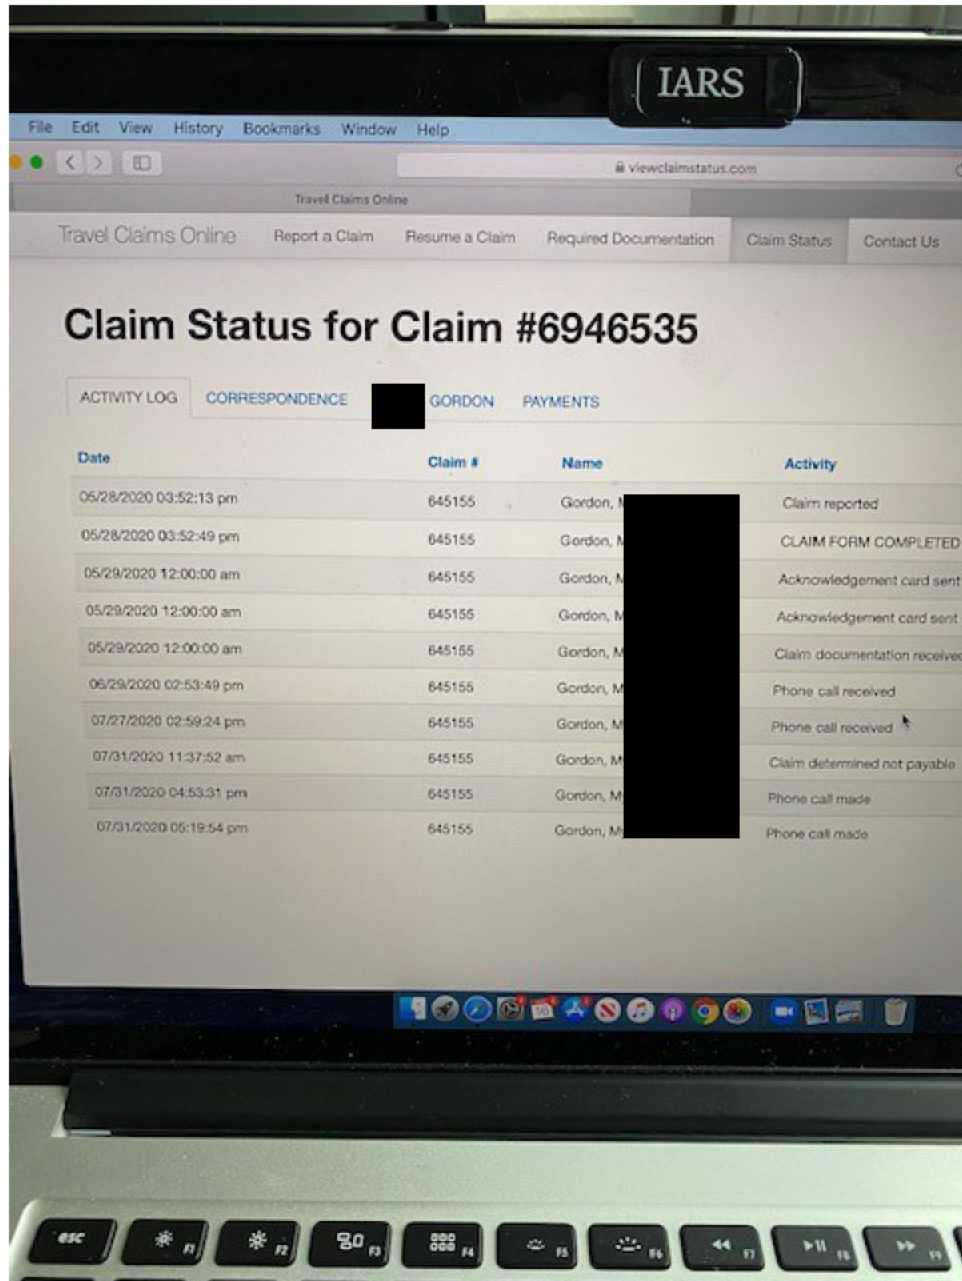 IARS
File Edit View History Bookmarks Window Help
viewclaimstatus.com
Travel Claims Online
Travel Claims Online Report a Claim Resume a Claim Required Documentation Claim Status Contact Us
Claim Status for Claim #6946535
ACTIVITY LOG CORRESPONDENCE GORDON PAYMENTS
Date Claim # Name Activity
05/28/2020 03:52:13 pm 645155 Gordon, M Claim reported
05/28/2020 03:52:49 pm 645155 Gordon, M CLAIM FORM COMPLETED
05/29/2020 12:00:00 am 645155 Gordon, M Acknowledgement card sent
05/29/2020 12:00:00 am 645155 Gordon, M Acknowledgement card sent
05/29/2020 12:00:00 am 645155 Gordon, M Claim documentation received
06/29/2020 02:53:49 pm 645155 Gordon, M Phone call received
07/27/2020 02:59:24 pm 645155 Gordon, M Phone call received
07/31/2020 11:37:52 am 645155 Gordon, M Claim determined not payable
07/31/2020 04:53:31 pm 645155 Gordon, My Phone call made
07/31/2020 05:19:54 pm 645155 Gordon, My Phone call made
esc F1 F2 F3 F4 F5 F6 F7 F8 F9